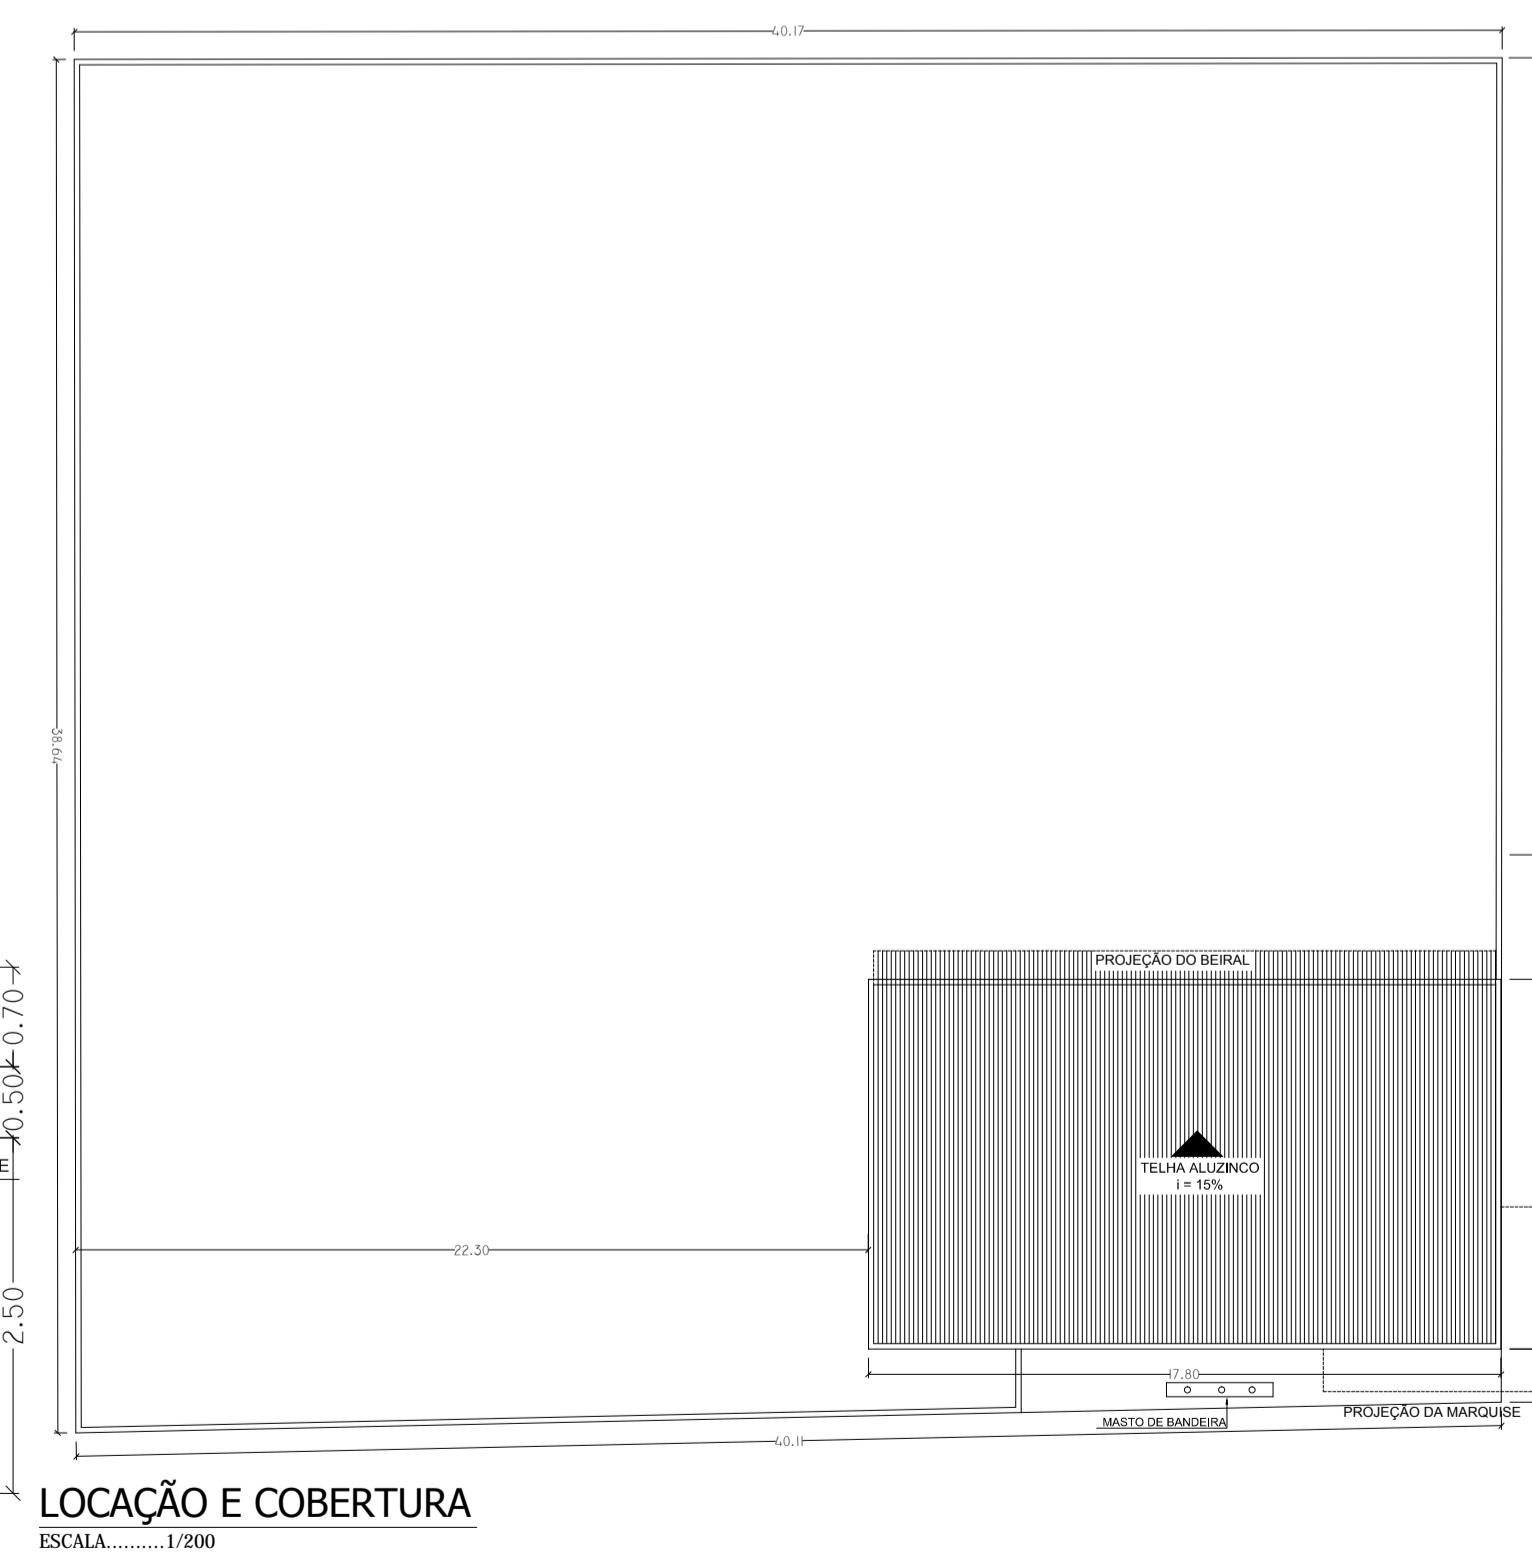 40.17
38.64
PROJEÇÃO DO BEIRAL
0.70
0.50
E
TELHA ALUZINCO
i = 15%
22.30
2.50
17.80
PROJEÇÃO DA MARQUISE
MASTO DE BANDEIRA
40.11
LOCAÇÃO E COBERTURA
ESCALA..........1/200